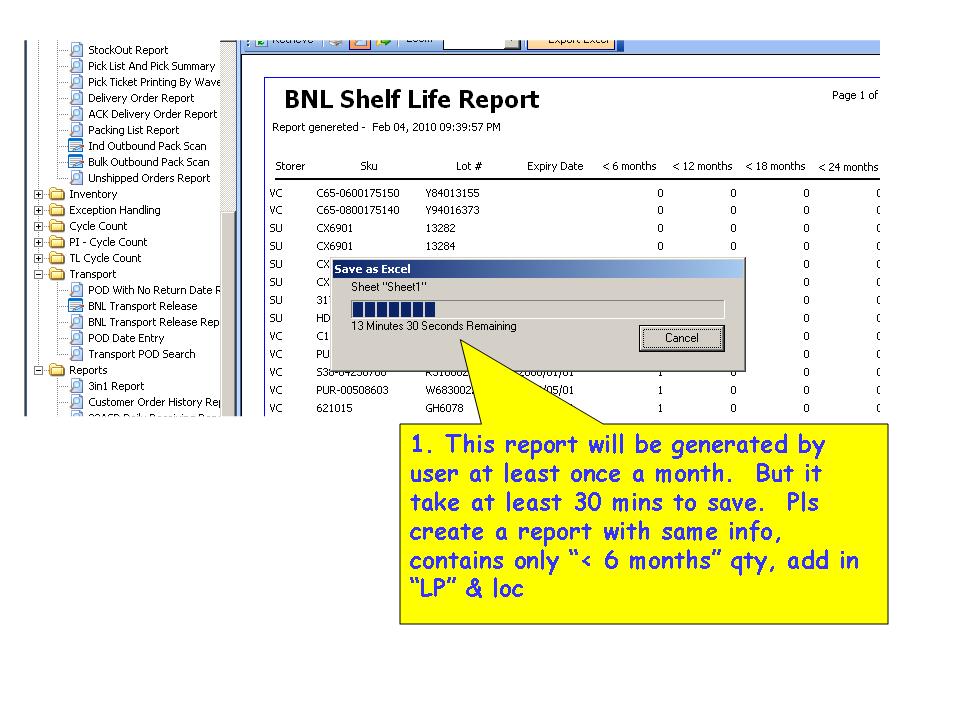 StockOut Report
Pick List And Pick Summary
Pick Ticket Printing By Wave
Delivery Order Report
ACK Delivery Order Report
Packing List Report
Ind Outbound Pack Scan
Bulk Outbound Pack Scan
Unshipped Orders Report
Inventory
Exception Handling
Cycle Count
PI - Cycle Count
TL Cycle Count
Transport
POD With No Return Date R
BNL Transport Release
BNL Transport Release Rep
POD Date Entry
Transport POD Search
Reports
3in1 Report
Customer Order History Rep
Retrieve Zoom Export Excel
BNL Shelf Life Report
Page 1 of
Report genereted - Feb 04, 2010 09:39:57 PM
Storer Sku Lot # Expiry Date < 6 months < 12 months < 18 months < 24 months
VC C65-0600175150 Y84013155 0 0 0 0
VC C65-0800175140 Y94016373 0 0 0 0
SU CX6901 13282 0 0 0 0
SU CX6901 13284 0 0 0 0
SU CX 0 0
SU CX 0 0
SU 31 0 0
SU HD 0 0
VC C1 0 0
VC PU 0 0
VC 1 0 0 0
VC PUR-00508603 W683002 /05/01 1 0 0 0
VC 621015 GH6078 1 0 0 0
Save as Excel
Sheet "Sheet1"
13 Minutes 30 Seconds Remaining
Cancel
1. This report will be generated by
user at least once a month. But it
take at least 30 mins to save. Pls
create a report with same info,
contains only “< 6 months” qty, add in
“LP” & loc